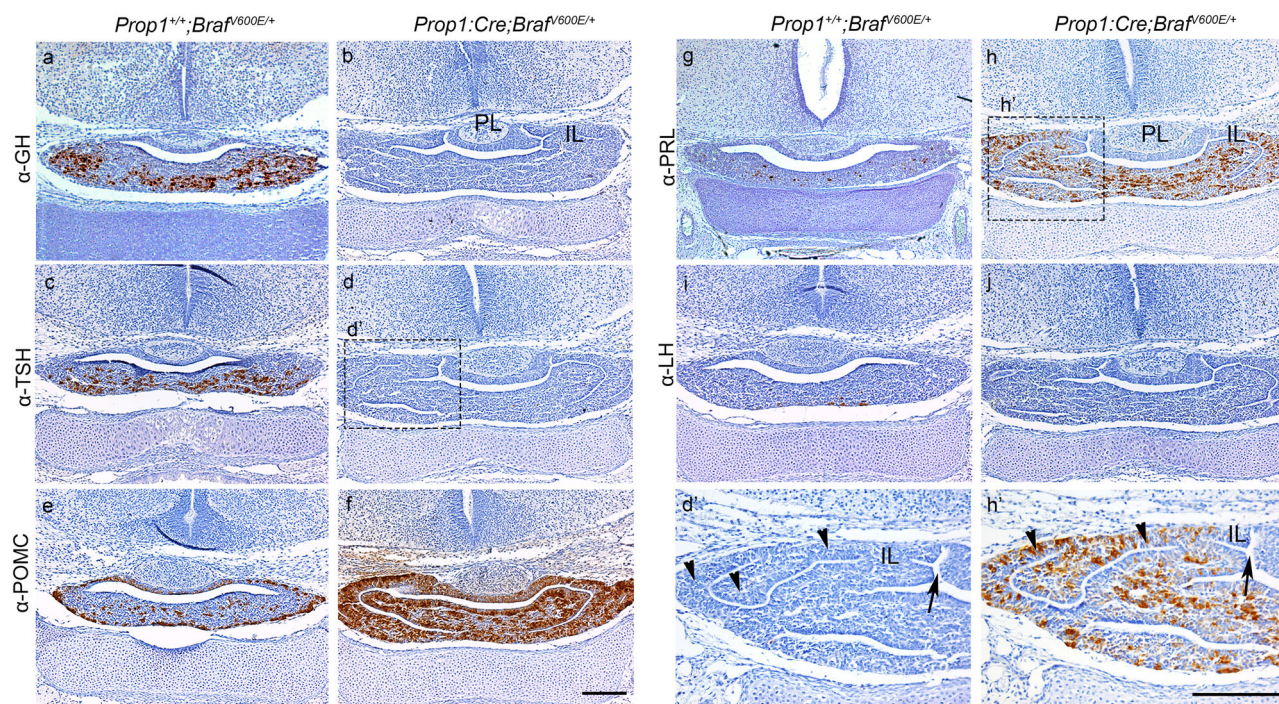 Prop1+/+;BrafV600E/+
Prop1:Cre;BrafV600E/+
Prop1+/+;BrafV600E/+
Prop1:Cre;BrafV600E/+
α-GH
a
b
PL
IL
α-TSH
c
d
d'
α-POMC
e
f
α-PRL
g
h
h'
PL
IL
α-LH
i
j
d'
IL
h'
IL